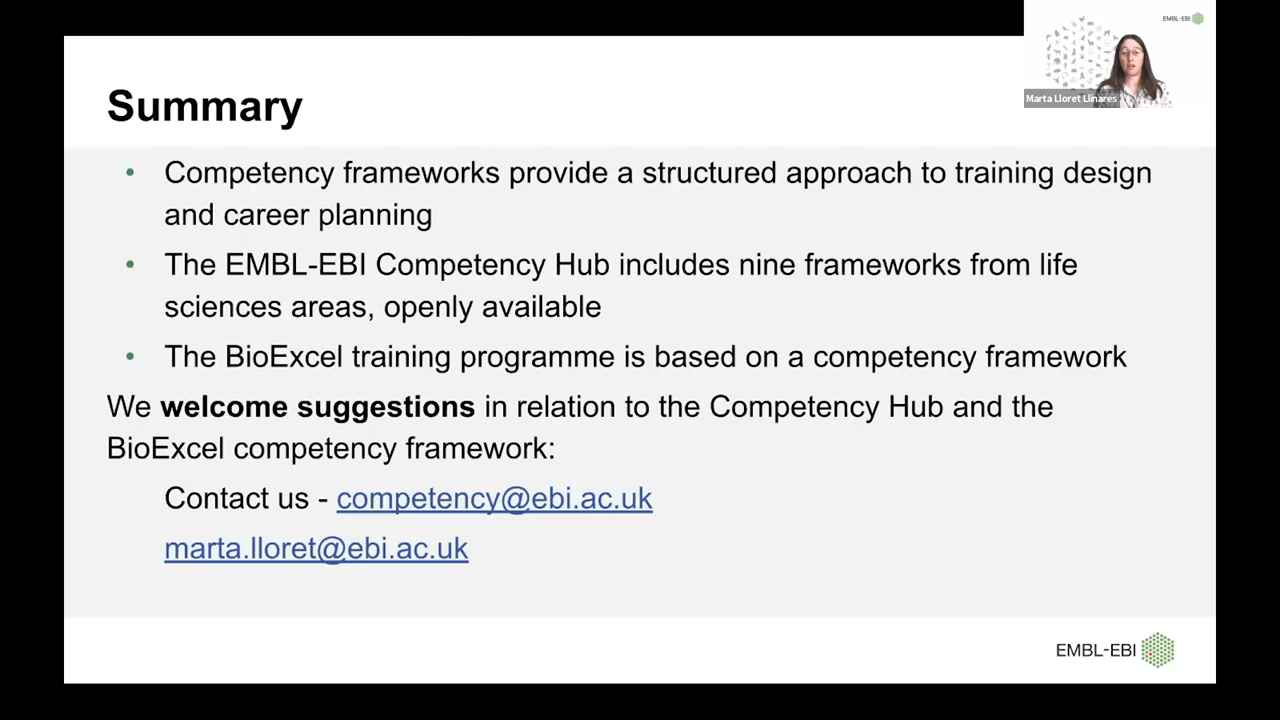 EMBL-EBI
Marta Lloret Llinares
Summary
• Competency frameworks provide a structured approach to training design
and career planning
• The EMBL-EBI Competency Hub includes nine frameworks from life
sciences areas, openly available
• The BioExcel training programme is based on a competency framework
We welcome suggestions in relation to the Competency Hub and the
BioExcel competency framework:
Contact us - competency@ebi.ac.uk
marta.lloret@ebi.ac.uk
EMBL-EBI